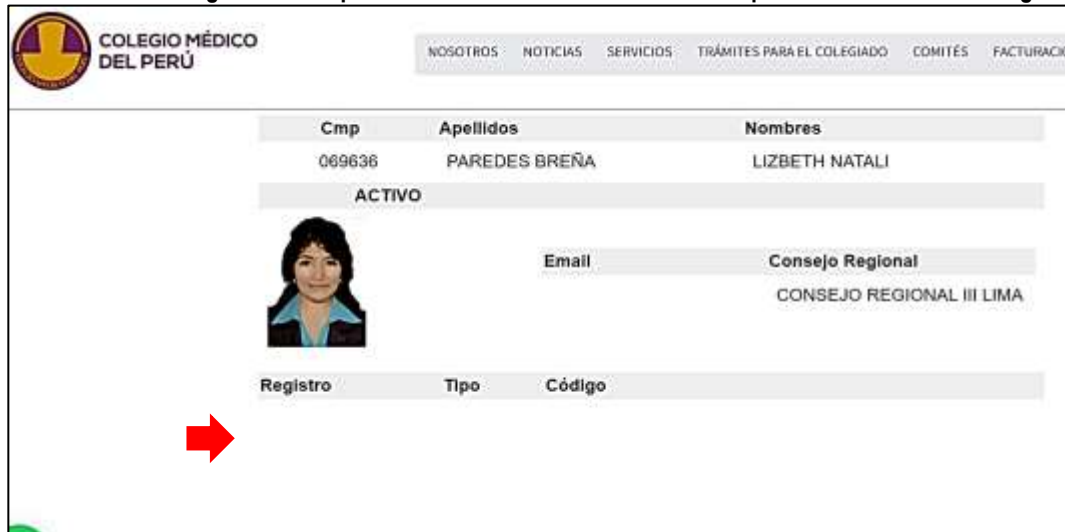 COLEGIO MÉDICO
DEL PERÚ
NOSOTROS NOTICIAS SERVICIOS TRÁMITES PARA EL COLEGIADO COMITÉS
Cmp Apellidos Nombres
069636 PAREDES BREÑA LIZBETH NATALI
ACTIVO
Email Consejo Regional
CONSEJO REGIONAL III LIMA
Registro Tipo Código